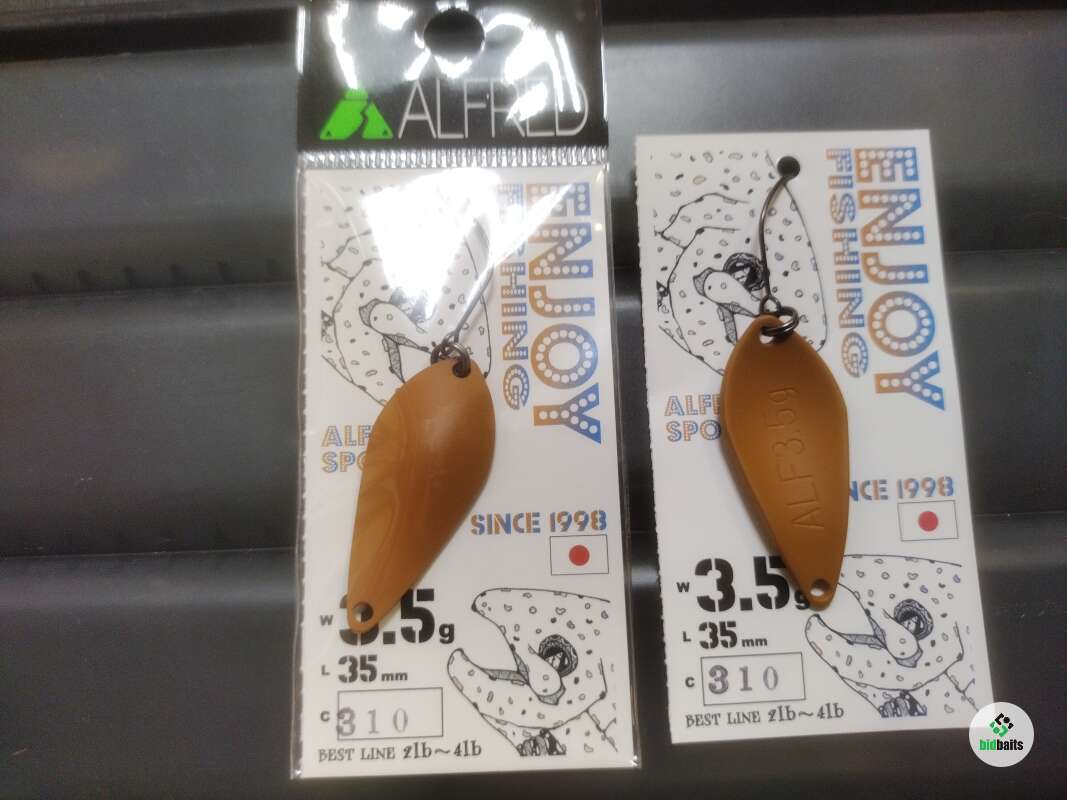 ALFRED
ENJOY
FISHING
ALF
SPO
SINCE 1998
W 3.5g
L 35mm
C 310
BEST LINE 2lb~4lb
ENJOY
FISHING
ALF
SPO
NCE 1998
ALF3.5g
W 3.5g
L 35mm
C 310
BEST LINE 2lb~4lb
bidbaits